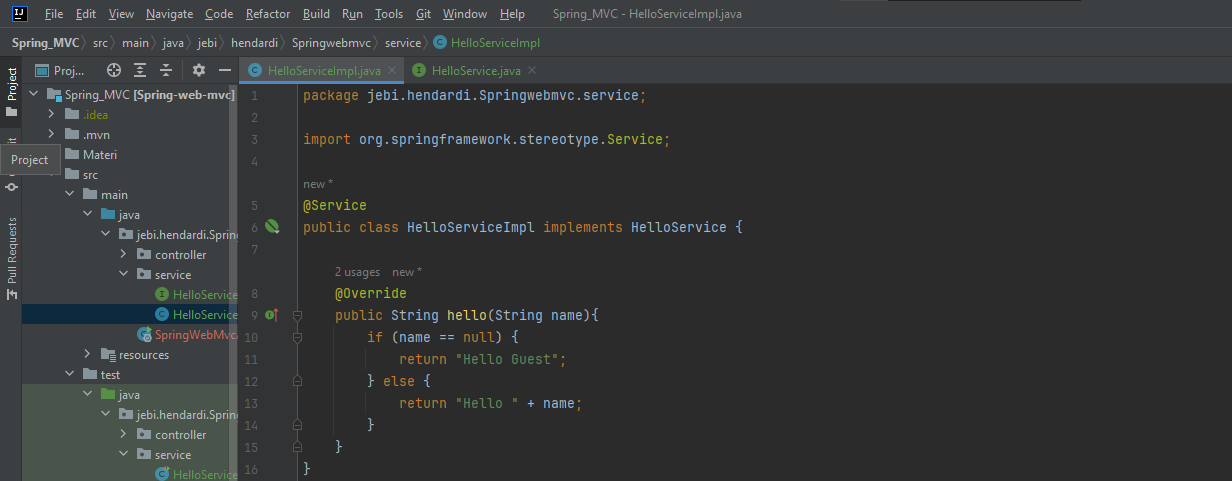 File Edit View Navigate Code Refactor Build Run Tools Git Window Help Spring_MVC - HelloServiceImpl.java
Spring_MVC src main java jebi hendardi Springwebmvc service HelloServiceImpl
Project
Pull Requests
Proj...
Spring_MVC [Spring-web-mvc]
.idea
.mvn
Materi
Project
src
main
java
jebi.hendardi.Spring
controller
service
HelloService
HelloService
SpringWebMvc
resources
test
java
jebi.hendardi.Spring
controller
service
HelloService
HelloServiceImpl.java HelloService.java
1 package jebi.hendardi.Springwebmvc.service;
2
3 import org.springframework.stereotype.Service;
4
new *
5 @Service
6 public class HelloServiceImpl implements HelloService {
7
2 usages new *
8 @Override
9 public String hello(String name){
10 if (name == null) {
11 return "Hello Guest";
12 } else {
13 return "Hello " + name;
14 }
15 }
16 }